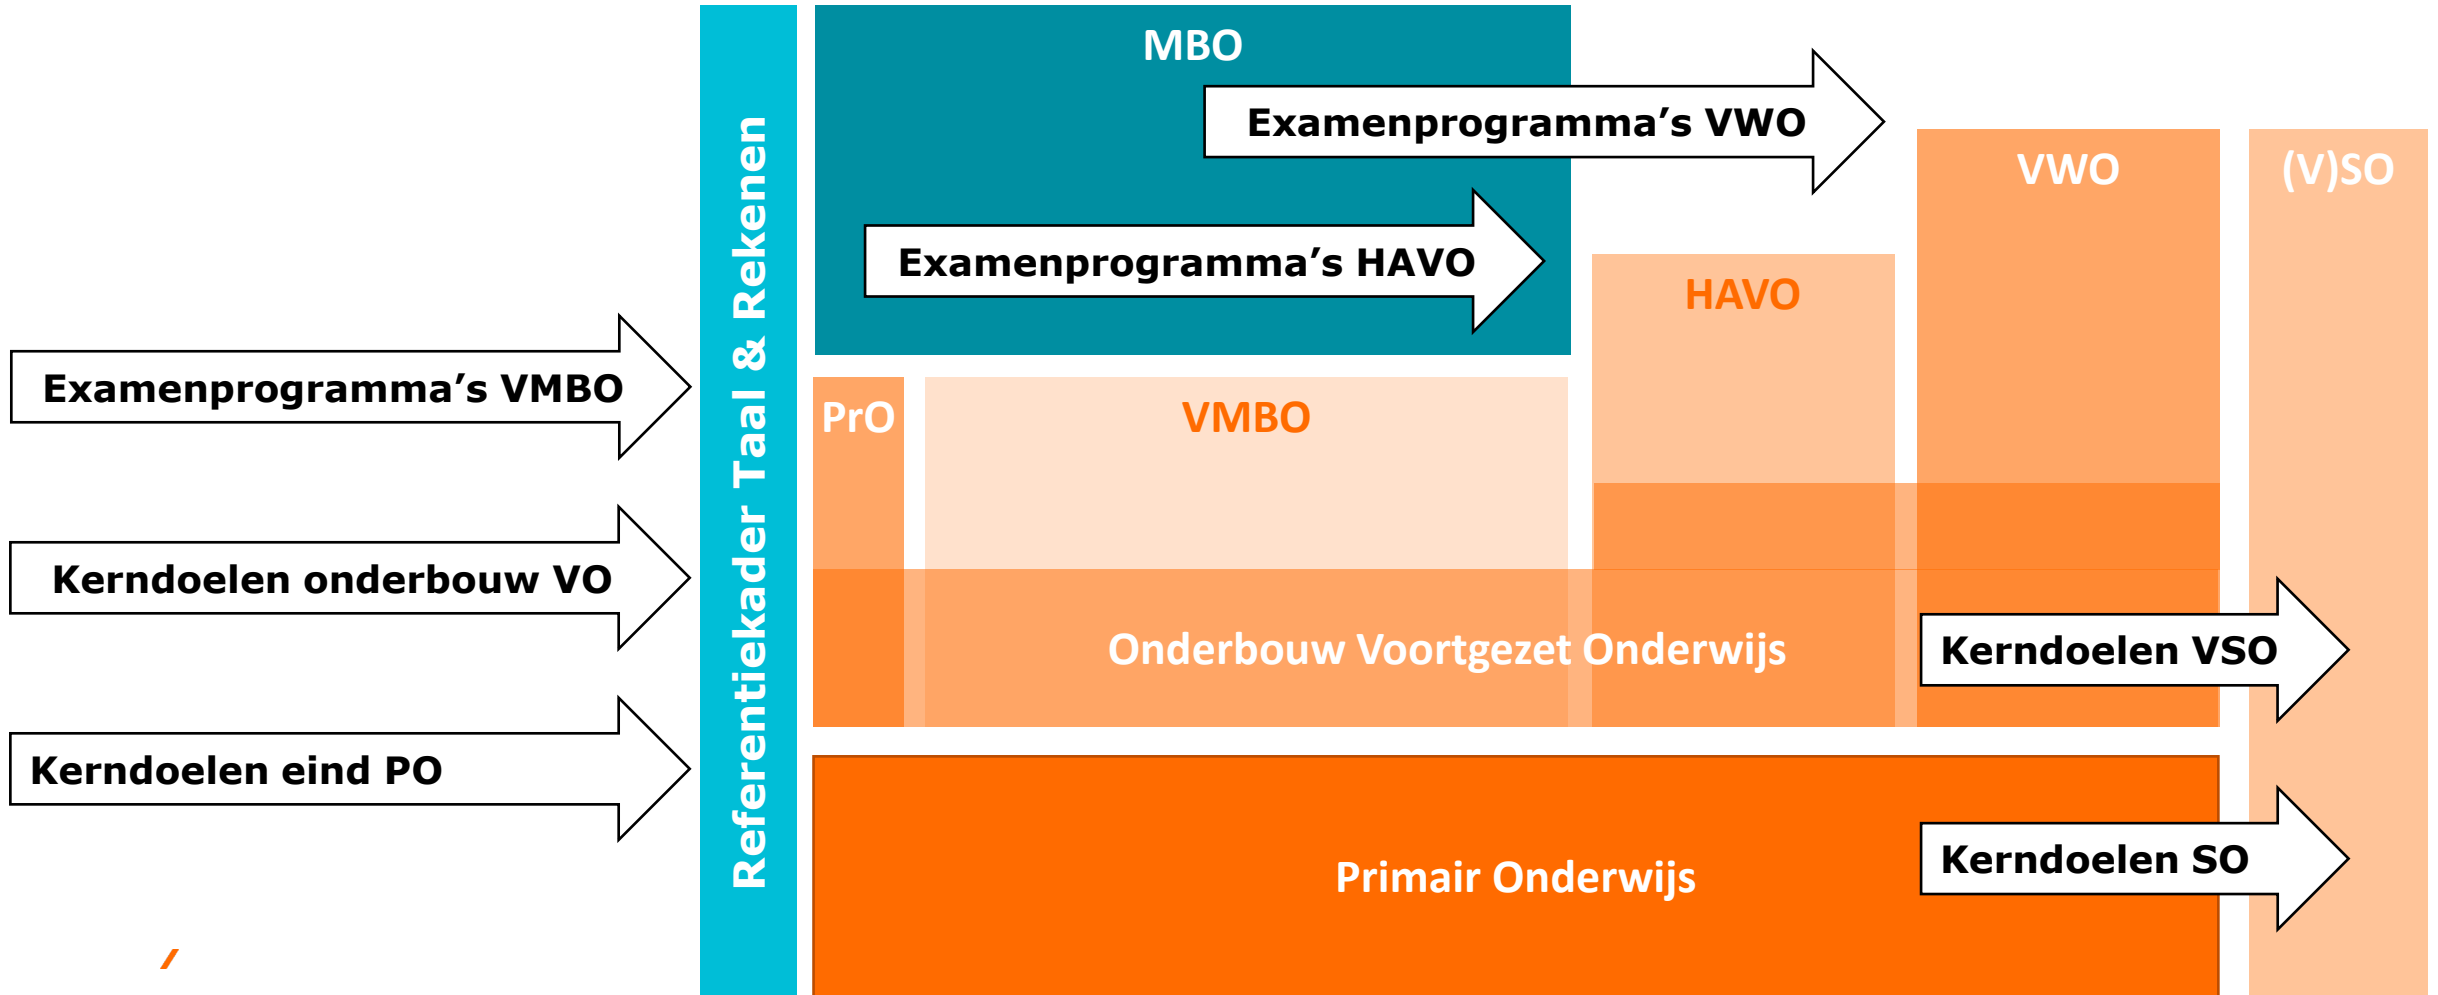 MBO
Examenprogramma’s VWO
VWO
(V)SO
Examenprogramma’s HAVO
HAVO
Examenprogramma’s VMBO
PrO
VMBO
Referentiekader Taal & Rekenen
Kerndoelen onderbouw VO
Onderbouw Voortgezet Onderwijs
Kerndoelen VSO
Kerndoelen eind PO
Primair Onderwijs
Kerndoelen SO